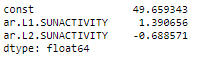 const                49.659343
ar.L1.SUNACTIVITY     1.390656
ar.L2.SUNACTIVITY    -0.688571
dtype: float64